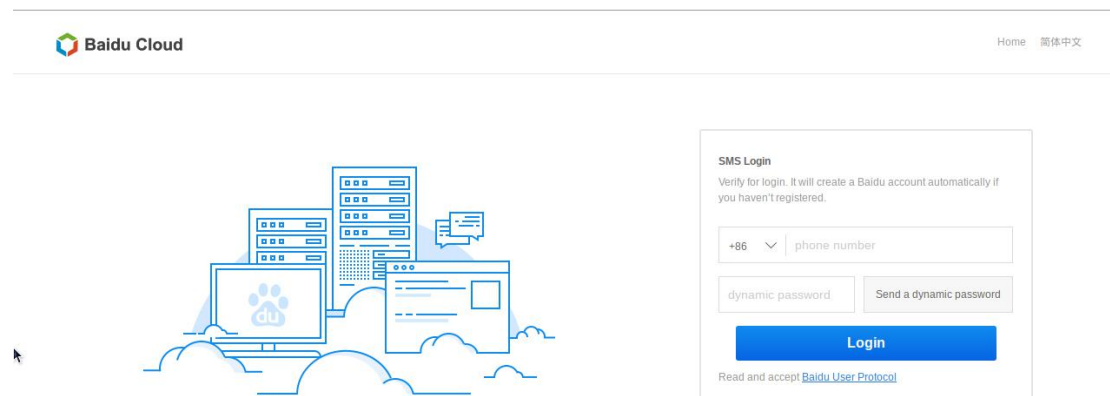 Baidu Cloud
Home 简体中文
SMS Login
Verify for login. It will create a Baidu account automatically if
you haven't registered.
+86 phone number
dynamic password Send a dynamic password
Login
Read and accept Baidu User Protocol
du